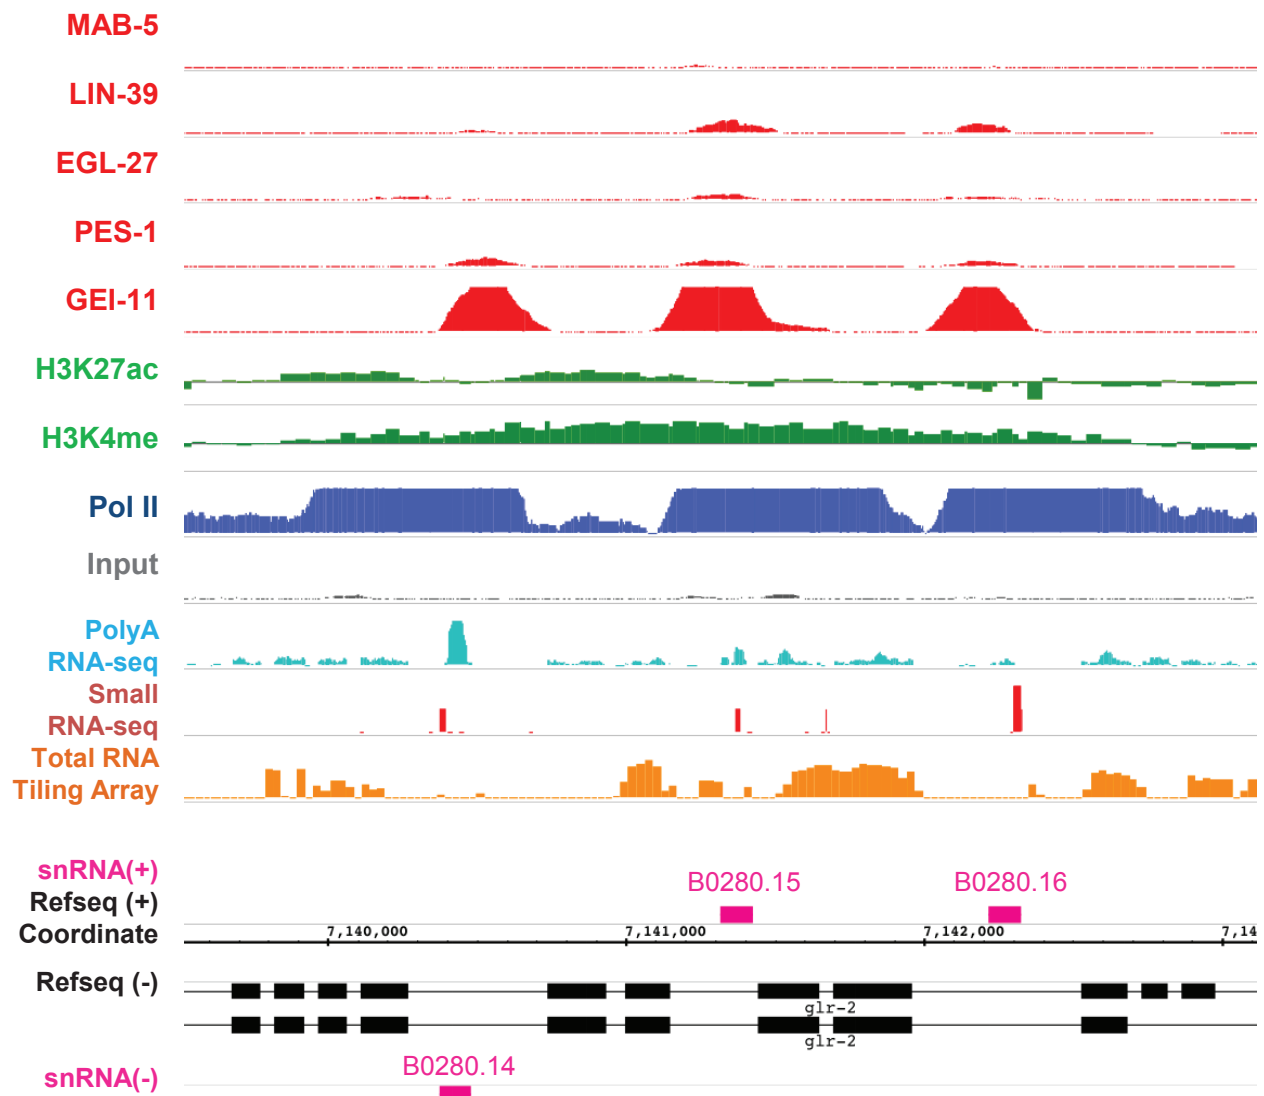 MAB-5
LIN-39
EGL-27
PES-1
GEI-11
H3K27ac
H3K4me
Pol II
Input
PolyA
RNA-seq
Small
RNA-seq
Total RNA
Tiling Array
snRNA(+)
B0280.15 B0280.16
Refseq (+)
Coordinate 7,140,000 7,141,000 7,142,000 7,14
Refseq (-)
glr-2
glr-2
B0280.14
snRNA(-)